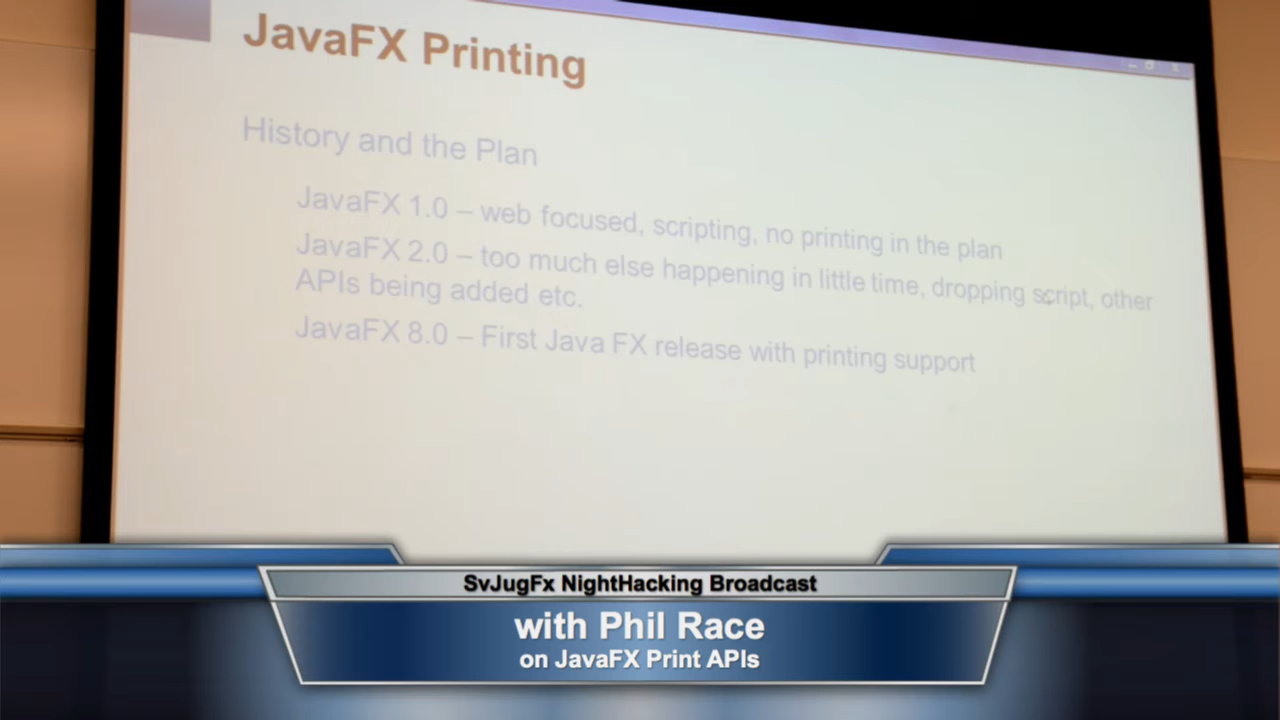 JavaFX Printing
History and the Plan
JavaFX 1.0 – web focused, scripting, no printing in the plan
JavaFX 2.0 – too much else happening in little time, dropping script, other
APIs being added etc.
JavaFX 8.0 – First Java FX release with printing support
SvJugFx NightHacking Broadcast
with Phil Race
on JavaFX Print APIs